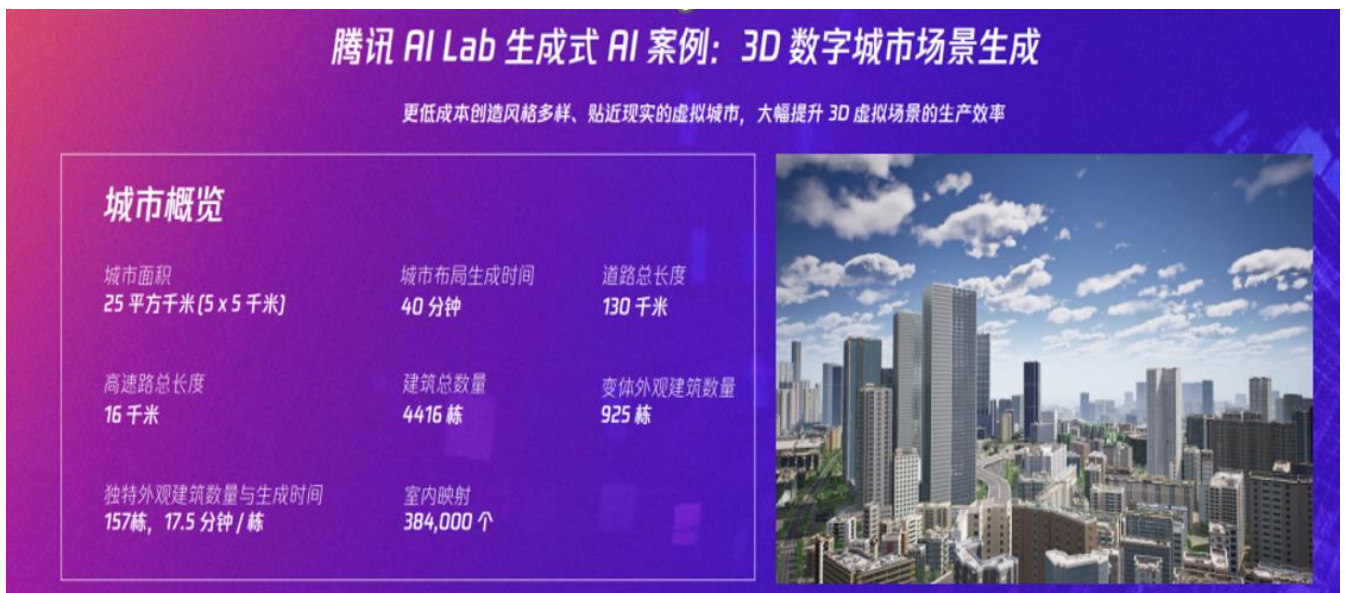 腾讯 AI Lab 生成式 AI 案例：3D 数字城市场景生成
更低成本创造风格多样、贴近现实的虚拟城市，大幅提升 3D 虚拟场景的生产效率
城市概览
城市面积
25 平方千米(5 x 5 千米)
城市布局生成时间
40 分钟
道路总长度
130 千米
高速路总长度
16 千米
建筑总数量
4416 栋
变体外观建筑数量
925 栋
独特外观建筑数量与生成时间
157栋，17.5 分钟 / 栋
室内映射
384,000 个